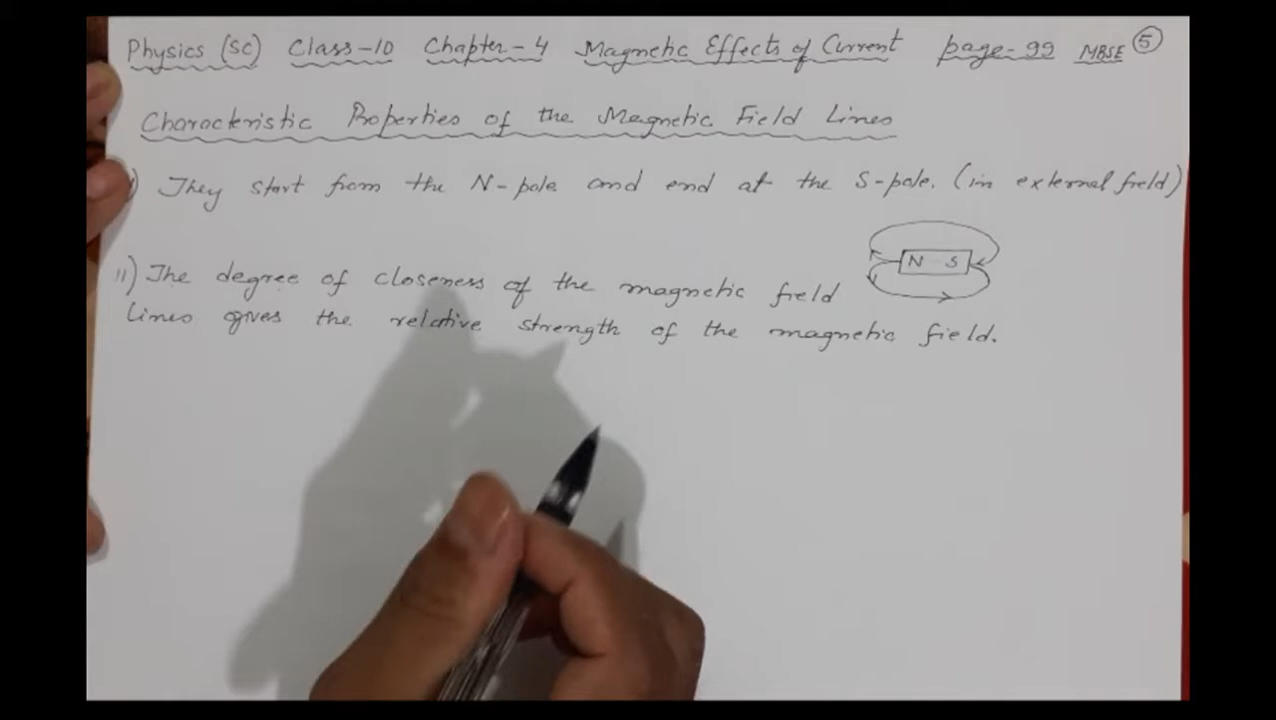 Physics (SC) Class-10 Chapter-4 Magnetic Effects of Current page-99 MBSE 5
Characteristic Properties of the Magnetic Field Lines
) They start from the N-pole and end at the S-pole. (in external field)
N S
11) The degree of closeness of the magnetic field
lines gives the relative strength of the magnetic field.